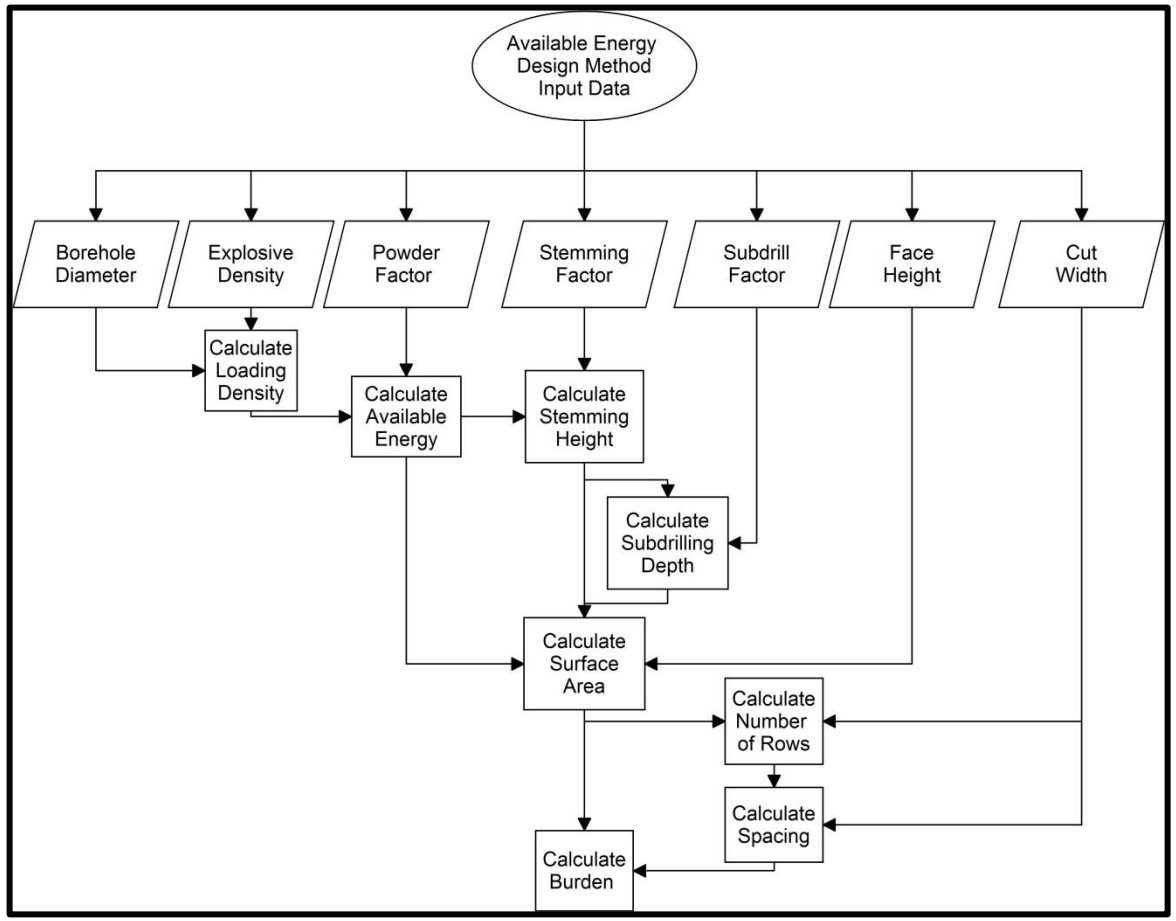 Available Energy
Design Method
Input Data
Borehole
Diameter
Explosive
Density
Powder
Factor
Stemming
Factor
Subdrill
Factor
Face
Height
Cut
Width
Calculate
Loading
Density
Calculate
Available
Energy
Calculate
Stemming
Height
Calculate
Subdrilling
Depth
Calculate
Surface
Area
Calculate
Number
of Rows
Calculate
Spacing
Calculate
Burden